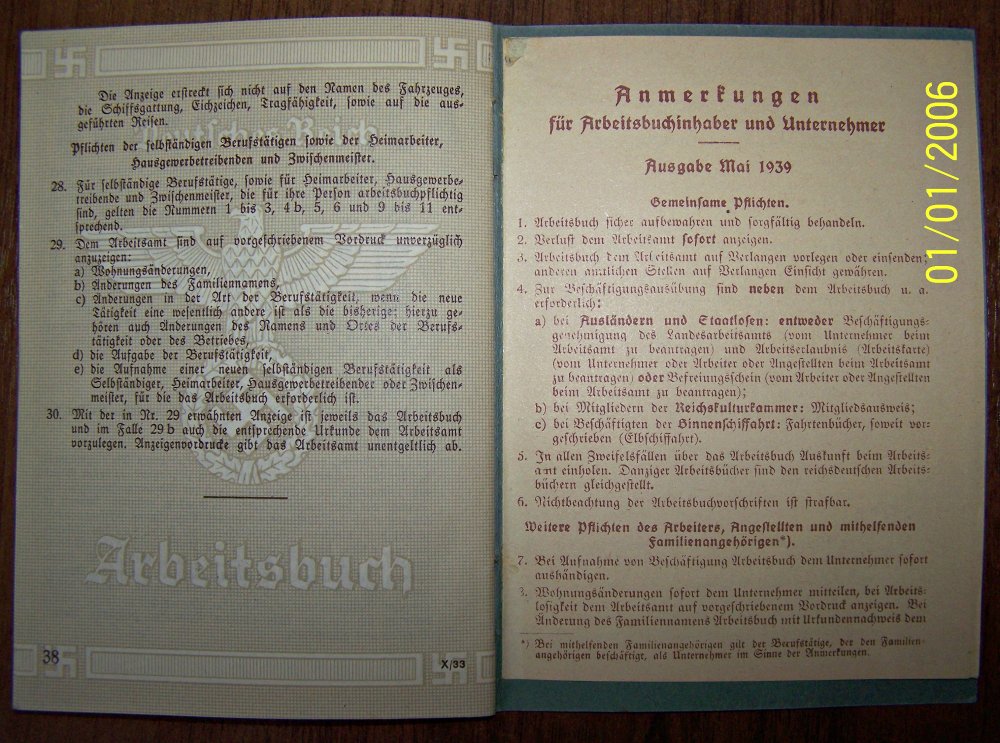 Die Anzeige erstreckt sich nicht auf den Namen des Fahrzeuges,
die Schiffsgattung, Eichzeichen, Tragfähigkeit, sowie auf die aus-
geführten Reisen.
Deutsches Reich
Pflichten der selbständigen Berufstätigen sowie der Heimarbeiter,
Hausgewerbetreibenden und Zwischenmeister.
28. Für selbständige Berufstätige, sowie für Heimarbeiter, Hausgewerbe-
treibende und Zwischenmeister, die für ihre Person arbeitsbuchpflichtig
sind, gelten die Nummern 1 bis 3, 4b, 5, 6 und 9 bis 11 ent-
sprechend.
29. Dem Arbeitsamt sind auf vorgeschriebenem Vordruck unverzüglich
anzuzeigen:
a) Wohnungsänderungen,
b) Änderungen des Familiennamens,
c) Änderungen in der Art der Berufstätigkeit, wenn die neue
Tätigkeit eine wesentlich andere ist als die bisherige; hierzu ge-
hören auch Änderungen des Namens und Ortes der Berufs-
tätigkeit oder des Betriebes,
d) die Aufgabe der Berufstätigkeit,
e) die Aufnahme einer neuen selbständigen Berufstätigkeit als
Selbständiger, Heimarbeiter, Hausgewerbetreibender oder Zwischen-
meister, für die das Arbeitsbuch erforderlich ist.
30. Mit der in Nr. 29 erwähnten Anzeige ist jeweils das Arbeitsbuch
und im Falle 29 b auch die entsprechende Urkunde dem Arbeitsamt
vorzulegen. Anzeigenvordrucke gibt das Arbeitsamt unentgeltlich ab.
Arbeitsbuch
38
X/33
Anmerkungen
für Arbeitsbuchinhaber und Unternehmer
Ausgabe Mai 1939
Gemeinsame Pflichten.
1. Arbeitsbuch sicher aufbewahren und sorgfältig behandeln.
2. Verlust dem Arbeitsamt sofort anzeigen.
3. Arbeitsbuch dem Arbeitsamt auf Verlangen vorlegen oder einsenden;
anderen amtlichen Stellen auf Verlangen Einsicht gewähren.
4. Zur Beschäftigungsausübung sind neben dem Arbeitsbuch u. a.
erforderlich:
a) bei Ausländern und Staatlosen: entweder Beschäftigungs-
genehmigung des Landesarbeitsamts (vom Unternehmer beim
Arbeitsamt zu beantragen) und Arbeitserlaubnis (Arbeitskarte)
(vom Unternehmer oder Arbeiter oder Angestellten beim Arbeitsamt
zu beantragen) oder Befreiungsschein (vom Arbeiter oder Angestellten
beim Arbeitsamt zu beantragen);
b) bei Mitgliedern der Reichskulturkammer: Mitgliedsausweis;
c) bei Beschäftigten der Binnenschiffahrt: Fahrtenbücher, soweit vor-
geschrieben (Elbschiffahrt).
5. In allen Zweifelsfällen über das Arbeitsbuch Auskunft beim Arbeits-
amt einholen. Danziger Arbeitsbücher sind den reichsdeutschen Arbeits-
büchern gleichgestellt.
6. Nichtbeachtung der Arbeitsbuchvorschriften ist strafbar.
Weitere Pflichten des Arbeiters, Angestellten und mithelfenden
Familienangehörigen*).
7. Bei Aufnahme von Beschäftigung Arbeitsbuch dem Unternehmer sofort
aushändigen.
8. Wohnungsänderungen sofort dem Unternehmer mitteilen, bei Arbeits-
losigkeit dem Arbeitsamt auf vorgeschriebenem Vordruck anzeigen. Bei
Änderung des Familiennamens Arbeitsbuch mit Urkundennachweis dem
*) Bei mithelfenden Familienangehörigen gilt der Berufstätige, der den Familien-
angehörigen beschäftigt, als Unternehmer im Sinne der Anmerkungen.
01/01/2006